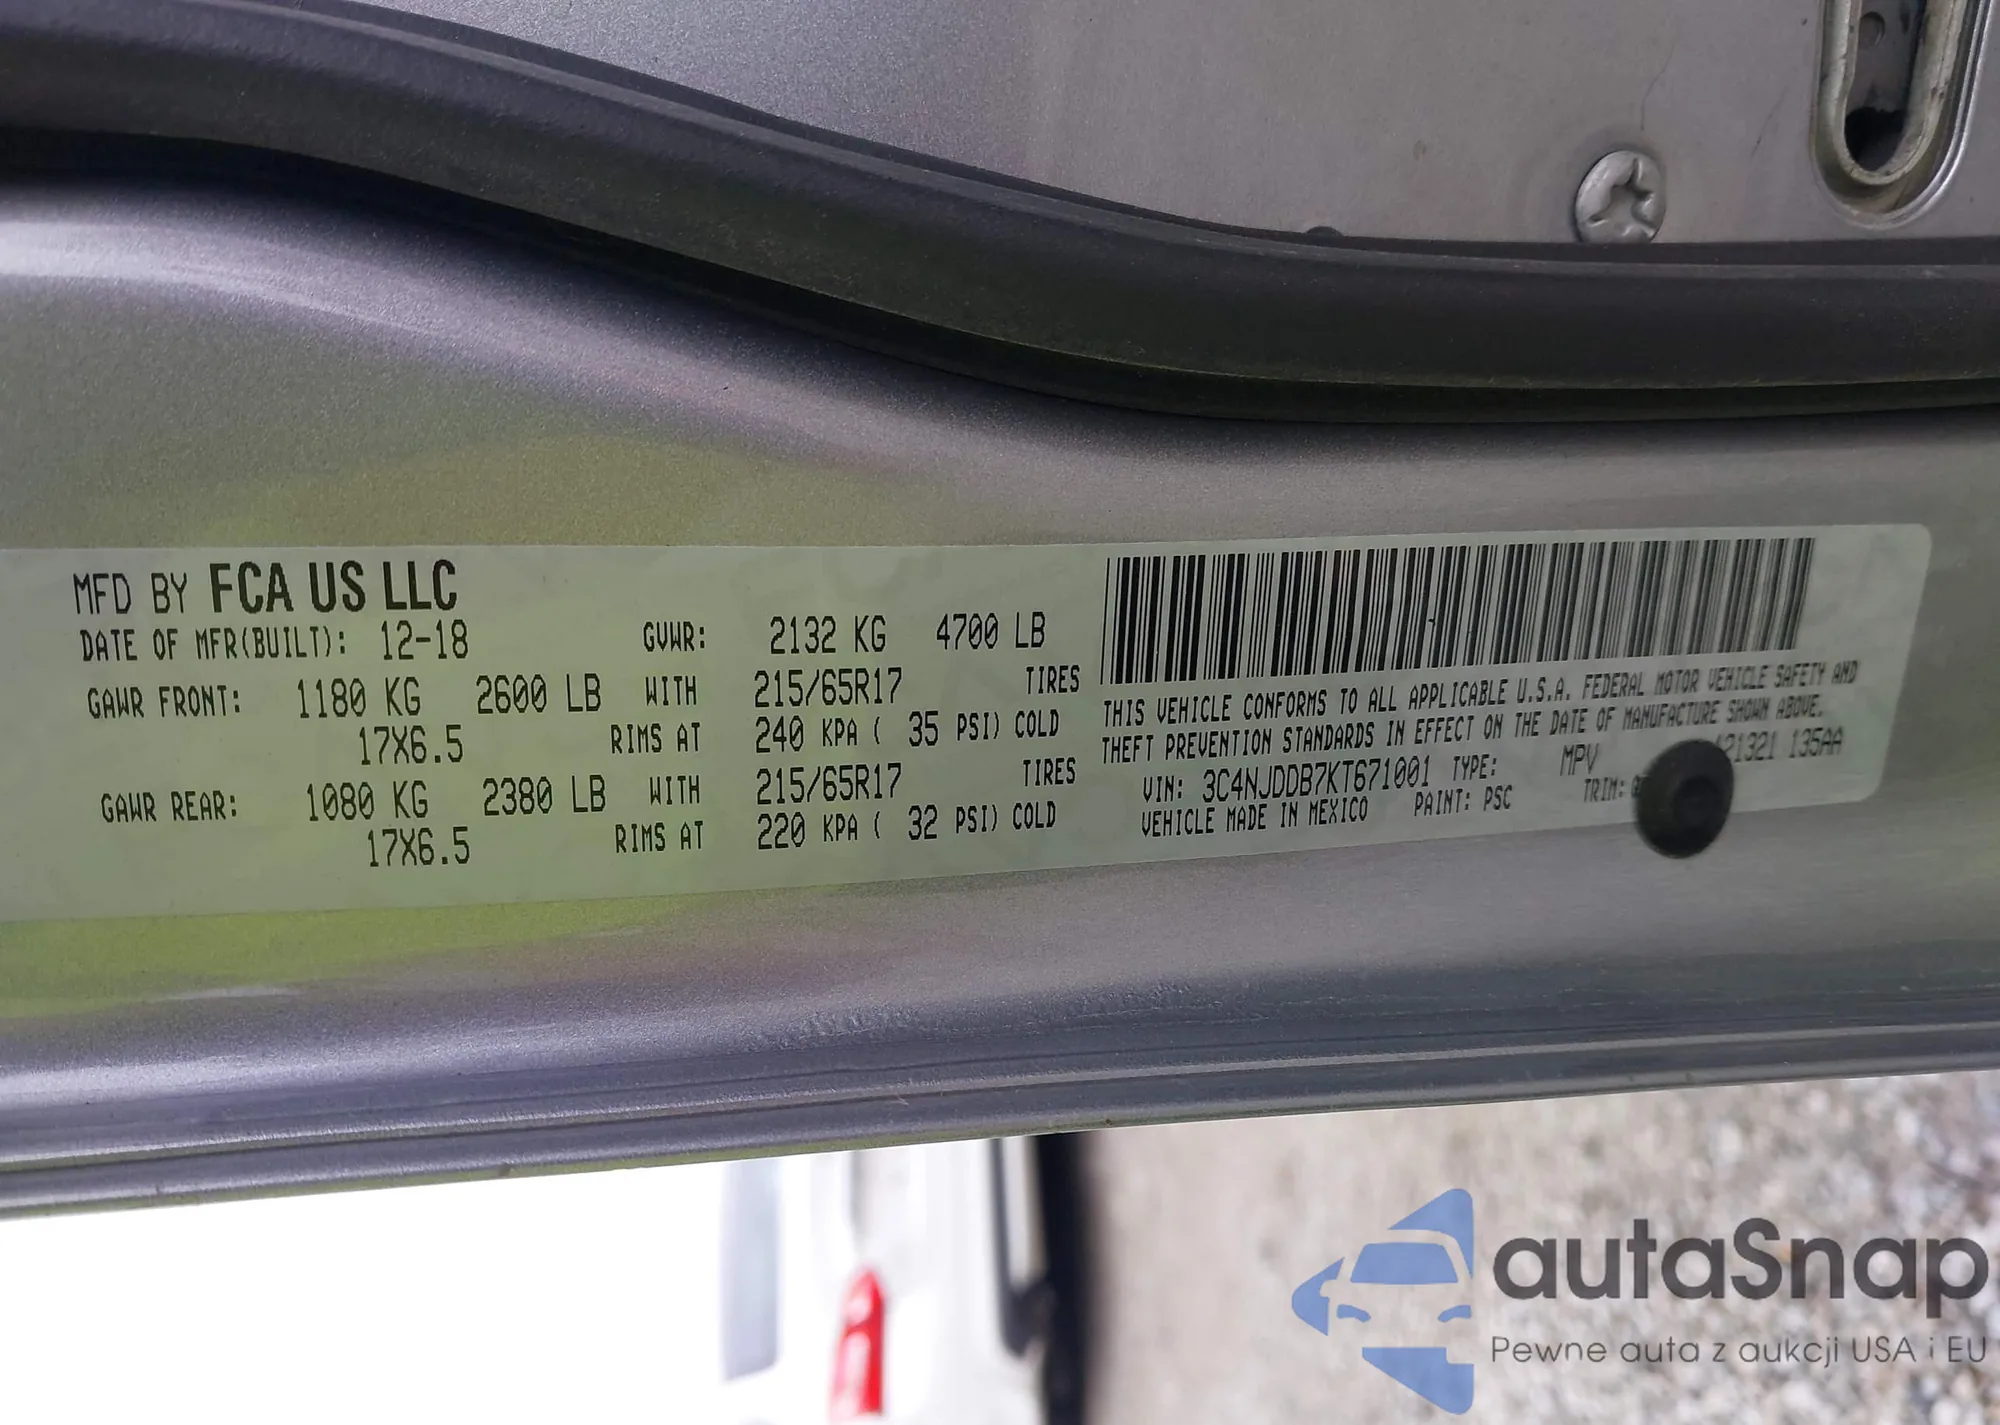 MFD BY FCA US LLC
DATE OF MFR(BUILT): 12-18 GVWR: 2132 KG 4700 LB
GAWR FRONT: 1180 KG 2600 LB WITH 215/65R17 TIRES
17X6.5 RIMS AT 240 KPA ( 35 PSI) COLD
GAWR REAR: 1080 KG 2380 LB WITH 215/65R17 TIRES
17X6.5 RIMS AT 220 KPA ( 32 PSI) COLD
THIS VEHICLE CONFORMS TO ALL APPLICABLE U.S.A. FEDERAL MOTOR VEHICLE SAFETY AND
THEFT PREVENTION STANDARDS IN EFFECT ON THE DATE OF MANUFACTURE SHOWN ABOVE.
VIN: 3C4NJDDB7KT671001 TYPE: MPV 135AA
VEHICLE MADE IN MEXICO PAINT: PSC TRIM:
autaSnap
Pewne auta z aukcji USA i EU